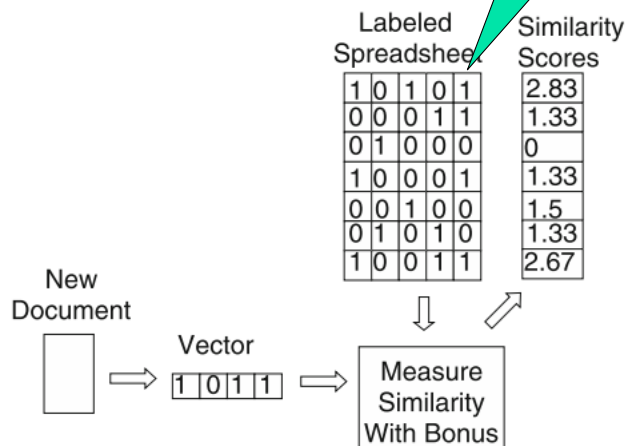 Labeled
Spreadsheet
Similarity
Scores
1 0 1 0 1 2.83
0 0 0 1 1 1.33
0 1 0 0 0 0
1 0 0 0 1 1.33
0 0 1 0 0 1.5
0 1 0 1 0 1.33
1 0 0 1 1 2.67
New
Document
Vector
1 0 1 1
Measure
Similarity
With Bonus